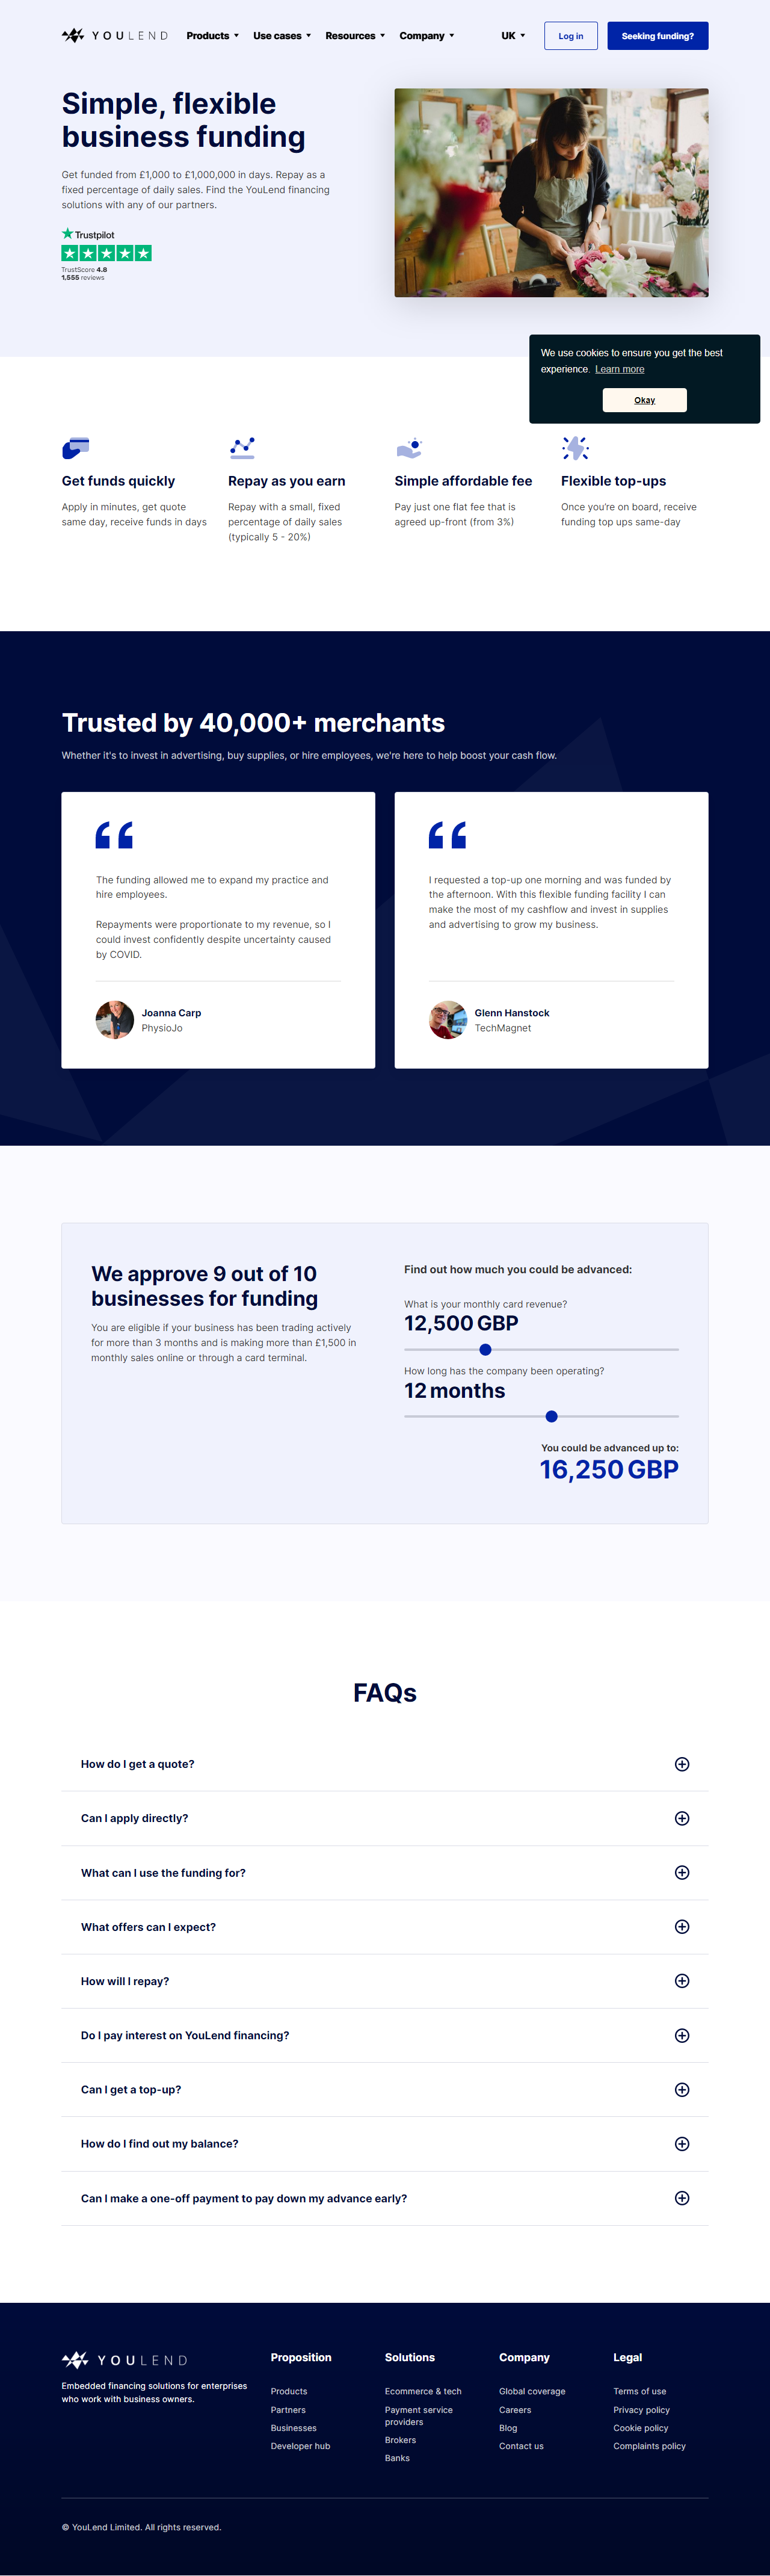 YOULEND Products Use cases Resources Company UK Log in Seeking funding?
Simple, flexible
business funding
Get funded from £1,000 to £1,000,000 in days. Repay as a
fixed percentage of daily sales. Find the YouLend financing
solutions with any of our partners.
Trustpilot
TrustScore 4.8
1,555 reviews
We use cookies to ensure you get the best
experience. Learn more
Okay
Get funds quickly
Apply in minutes, get quote
same day, receive funds in days
Repay as you earn
Repay with a small, fixed
percentage of daily sales
(typically 5 - 20%)
Simple affordable fee
Pay just one flat fee that is
agreed up-front (from 3%)
Flexible top-ups
Once you're on board, receive
funding top ups same-day
Trusted by 40,000+ merchants
Whether it's to invest in advertising, buy supplies, or hire employees, we're here to help boost your cash flow.
The funding allowed me to expand my practice and
hire employees.
Repayments were proportionate to my revenue, so I
could invest confidently despite uncertainty caused
by COVID.
Joanna Carp
PhysioJo
I requested a top-up one morning and was funded by
the afternoon. With this flexible funding facility I can
make the most of my cashflow and invest in supplies
and advertising to grow my business.
Glenn Hanstock
TechMagnet
We approve 9 out of 10
businesses for funding
You are eligible if your business has been trading actively
for more than 3 months and is making more than £1,500 in
monthly sales online or through a card terminal.
Find out how much you could be advanced:
What is your monthly card revenue?
12,500 GBP
How long has the company been operating?
12 months
You could be advanced up to:
16,250 GBP
FAQs
How do I get a quote?
Can I apply directly?
What can I use the funding for?
What offers can I expect?
How will I repay?
Do I pay interest on YouLend financing?
Can I get a top-up?
How do I find out my balance?
Can I make a one-off payment to pay down my advance early?
YOULEND
Embedded financing solutions for enterprises
who work with business owners.
Proposition
Products
Partners
Businesses
Developer hub
Solutions
Ecommerce & tech
Payment service
providers
Brokers
Banks
Company
Global coverage
Careers
Blog
Contact us
Legal
Terms of use
Privacy policy
Cookie policy
Complaints policy
© YouLend Limited. All rights reserved.